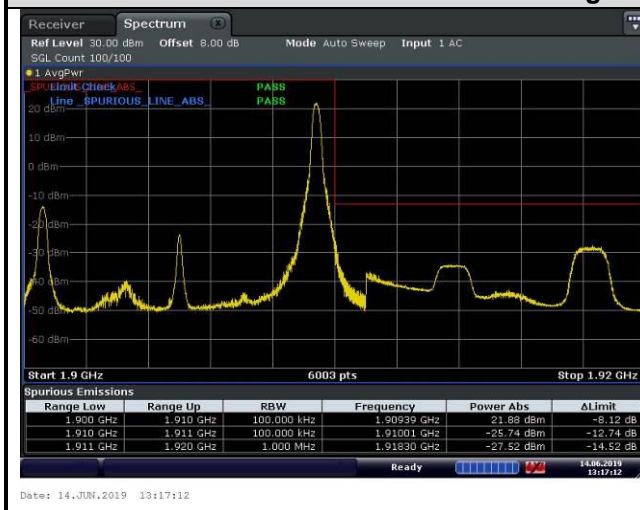 Receiver Spectrum
Ref Level 30.00 dBm Offset 8.00 dB Mode Auto Sweep Input 1 AC
SGL Count 100/100
1 AvgPwr
Limit Check PASS
Line _SPURIOUS_LINE_ABS_ PASS
20 dBm
10 dBm
0 dBm
-10 dBm
-20 dBm
-30 dBm
-40 dBm
-50 dBm
-60 dBm
Start 1.9 GHz 6003 pts Stop 1.92 GHz
Spurious Emissions
Range Low Range Up RBW Frequency Power Abs ΔLimit
1.900 GHz 1.910 GHz 100.000 kHz 1.90939 GHz 21.88 dBm -8.12 dB
1.910 GHz 1.911 GHz 100.000 kHz 1.91001 GHz -25.74 dBm -12.74 dB
1.911 GHz 1.920 GHz 1.000 MHz 1.91830 GHz -27.52 dBm -14.52 dB
Ready 14.06.2019
13:17:12
Date: 14.JUN.2019 13:17:12